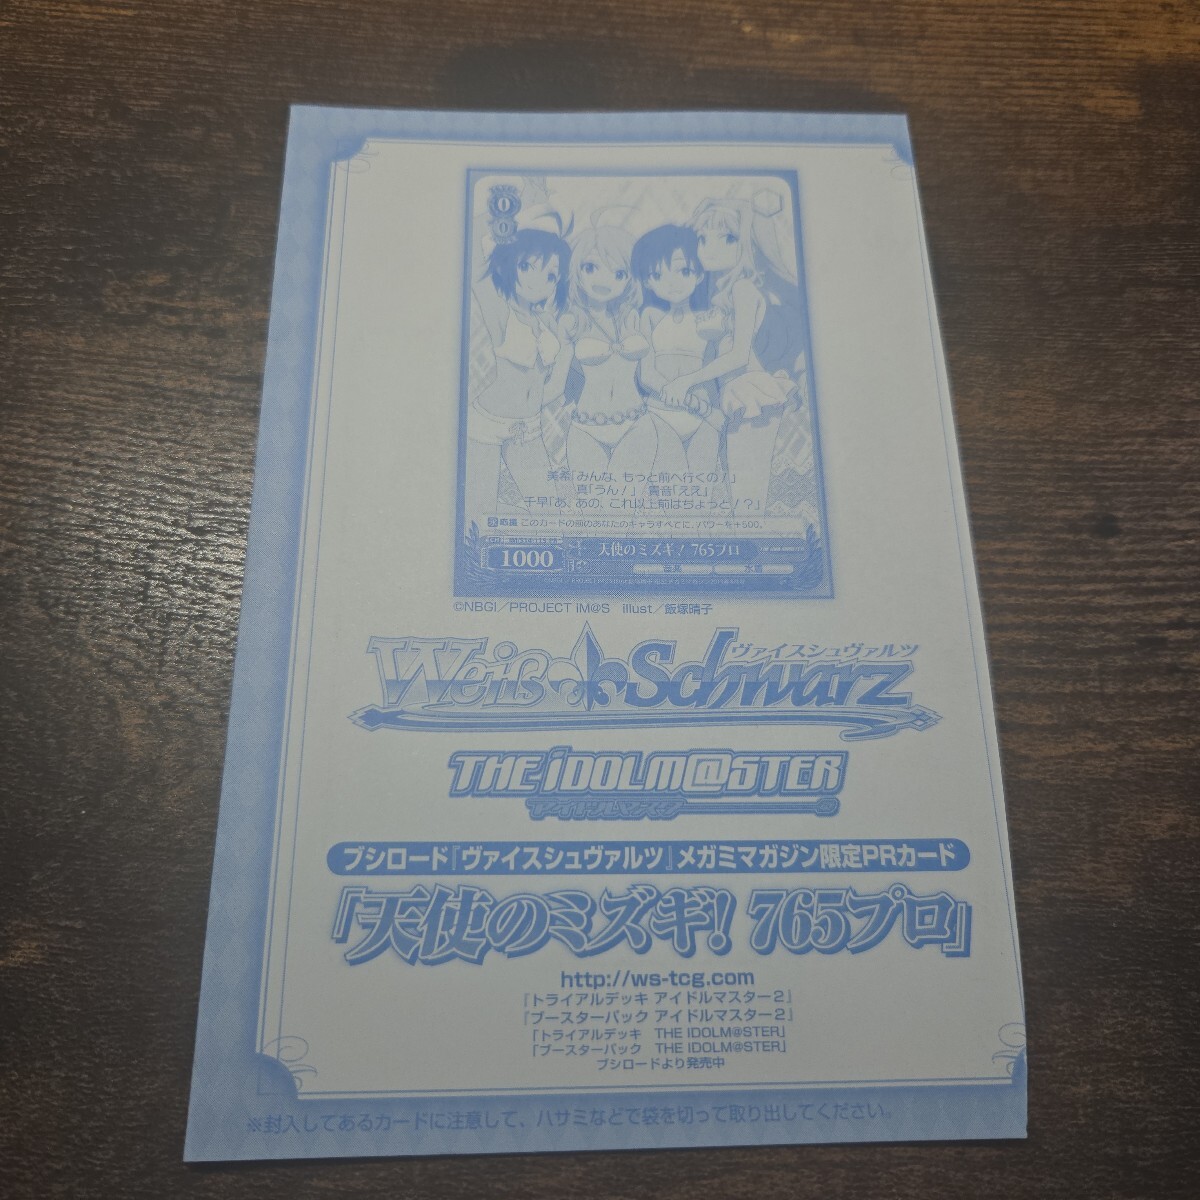 0
0
美希「みんな、もっと前へ行くの!」
真「うん!」/貴音「ええ」
千早「あ、あの、これ以上前はちょっと!?」
応援 このカードの前のあなたのキャラすべてに、パワーを+500。
1000
天使のミズギ! 765プロ
音楽 水着
©NBGI/PROJECT iM@S illust/飯塚晴子
ヴァイスシュヴァルツ
Weiß Schwarz
THE iDOLM@STER
アイドルマスター
ブシロード『ヴァイスシュヴァルツ』メガミマガジン限定PRカード
「天使のミズギ! 765プロ」
http://ws-tcg.com
『トライアルデッキ アイドルマスター2』
『ブースターパック アイドルマスター2』
「トライアルデッキ THE IDOLM@STER」
「ブースターパック THE IDOLM@STER」
ブシロードより発売中
※封入してあるカードに注意して、ハサミなどで袋を切って取り出してください。